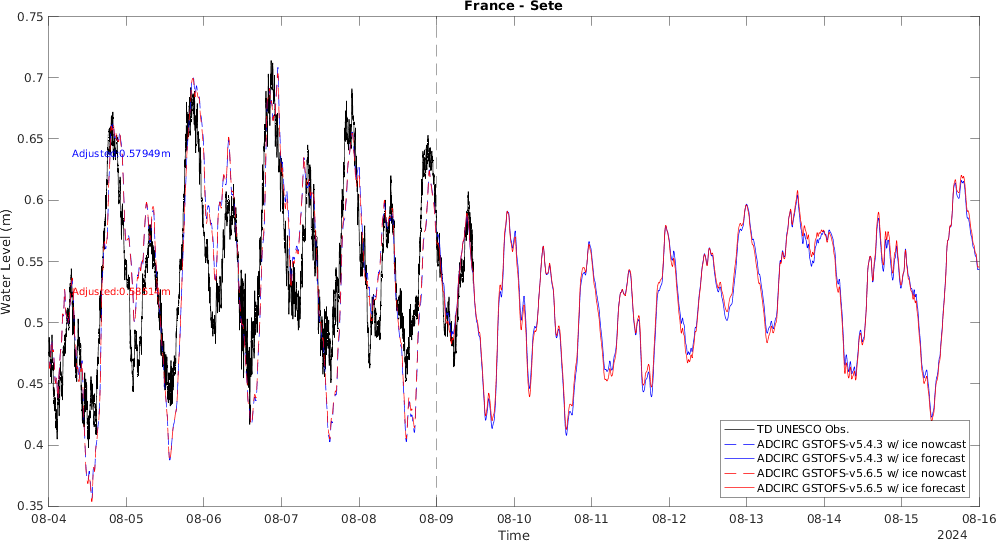 France - Sete
0.75
0.7
0.65
0.6
0.55
0.5
0.45
0.4
0.35
Water Level (m)
Adjusted:0.57949m
TD UNESCO Obs.
ADCIRC GSTOFS-v5.4.3 w/ ice nowcast
ADCIRC GSTOFS-v5.4.3 w/ ice forecast
ADCIRC GSTOFS-v5.6.5 w/ ice nowcast
ADCIRC GSTOFS-v5.6.5 w/ ice forecast
08-04
08-05
08-06
08-07
08-08
08-09
08-10
08-11
08-12
08-13
08-14
08-15
08-16
Time
2024